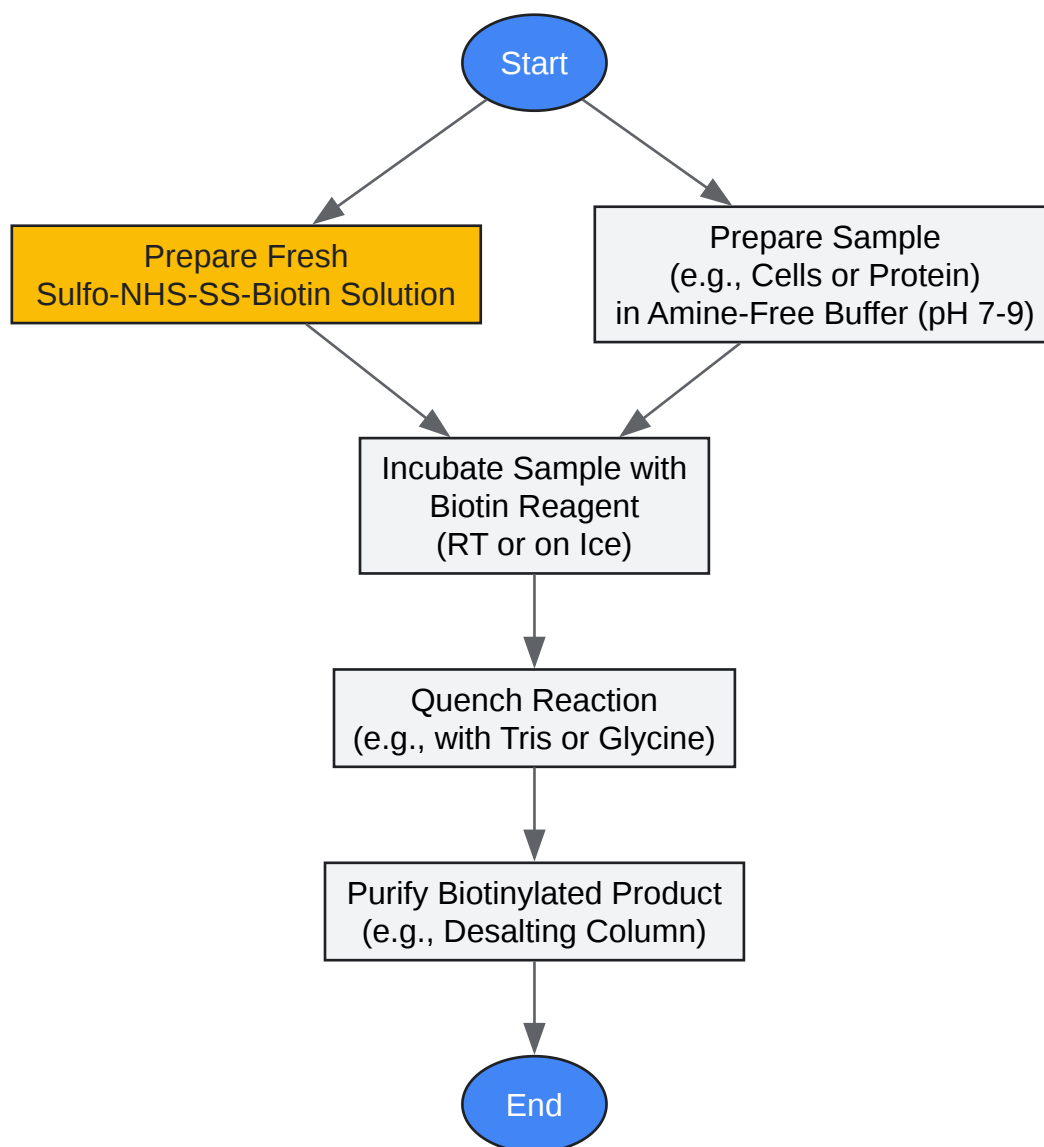 Start
Prepare Fresh
Sulfo-NHS-SS-Biotin Solution
Prepare Sample
(e.g., Cells or Protein)
in Amine-Free Buffer (pH 7-9)
Incubate Sample with
Biotin Reagent
(RT or on Ice)
Quench Reaction
(e.g., with Tris or Glycine)
Purify Biotinylated Product
(e.g., Desalting Column)
End